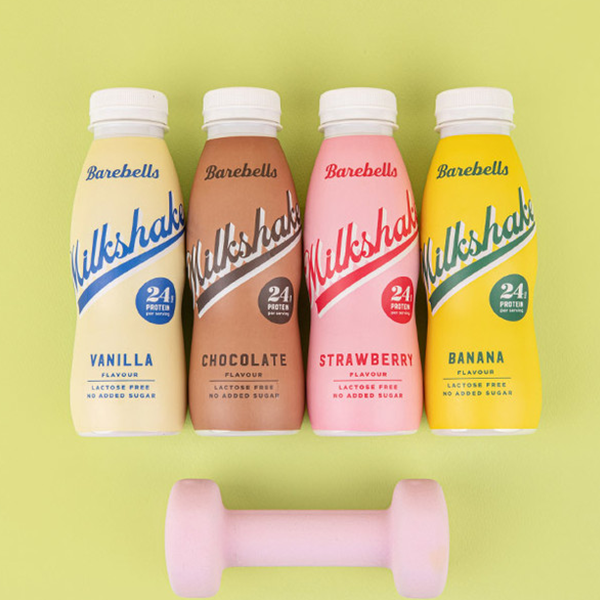 Barebells
Milkshake
24g
PROTEIN
per serving
VANILLA
FLAVOUR
LACTOSE FREE
NO ADDED SUGAR
Barebells
Milkshake
24g
PROTEIN
per serving
CHOCOLATE
FLAVOUR
LACTOSE FREE
NO ADDED SUGAR
Barebells
Milkshake
24g
PROTEIN
per serving
STRAWBERRY
FLAVOUR
LACTOSE FREE
NO ADDED SUGAR
Barebells
Milkshake
24g
PROTEIN
per serving
BANANA
FLAVOUR
LACTOSE FREE
NO ADDED SUGAR